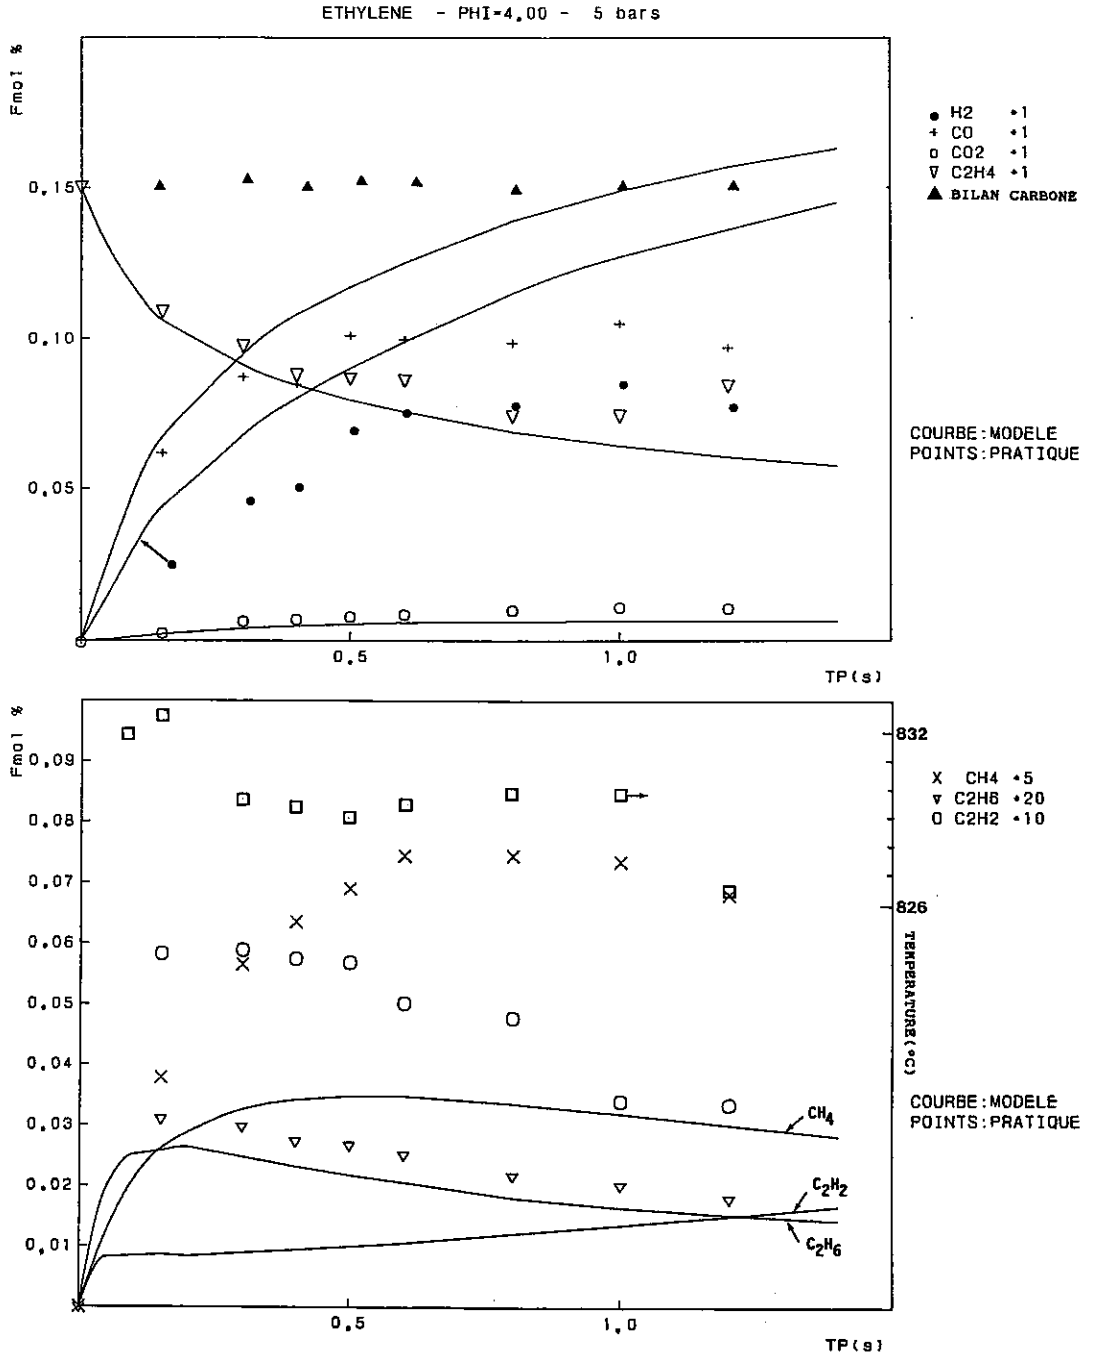 ETHYLENE - PHI=4.00 - 5 bars
Fmol %
0.15
0.10
0.05
0.5
1.0
TP(s)
● H2 *1
+ CO *1
o CO2 *1
▽ C2H4 *1
▲ BILAN CARBONE
COURBE:MODELE
POINTS:PRATIQUE
Fmol %
0.09
0.08
0.07
0.06
0.05
0.04
0.03
0.02
0.01
0.5
1.0
TP(s)
832
826
TEMPERATURE(°C)
X CH4 *5
▽ C2H6 *20
O C2H2 *10
CH4
C2H2
C2H6
COURBE:MODELE
POINTS:PRATIQUE